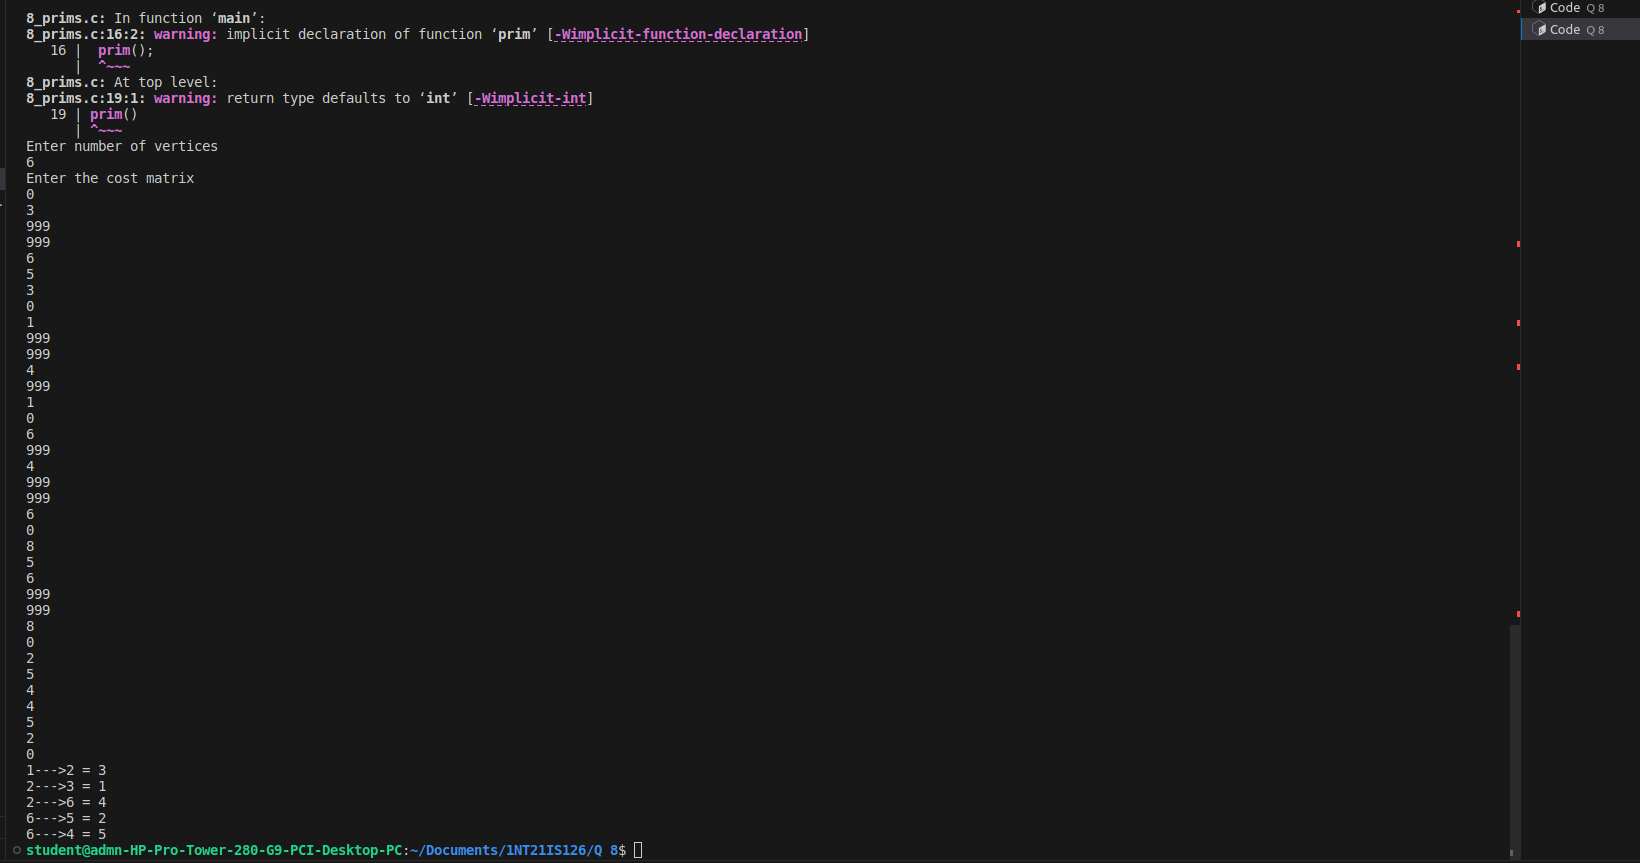 8_prims.c: In function ‘main’:
8_prims.c:16:2: warning: implicit declaration of function ‘prim’ [-Wimplicit-function-declaration]
   16 |  prim();
      |  ^~~~
8_prims.c: At top level:
8_prims.c:19:1: warning: return type defaults to ‘int’ [-Wimplicit-int]
   19 | prim()
      | ^~~~
Enter number of vertices
6
Enter the cost matrix
0
3
999
999
6
5
3
0
1
999
999
4
999
1
0
6
999
4
999
999
6
0
8
5
6
999
999
8
0
2
5
4
4
5
2
0
1--->2 = 3
2--->3 = 1
2--->6 = 4
6--->5 = 2
6--->4 = 5
student@admn-HP-Pro-Tower-280-G9-PCI-Desktop-PC:~/Documents/1NT21IS126/Q 8$
Code Q 8
Code Q 8